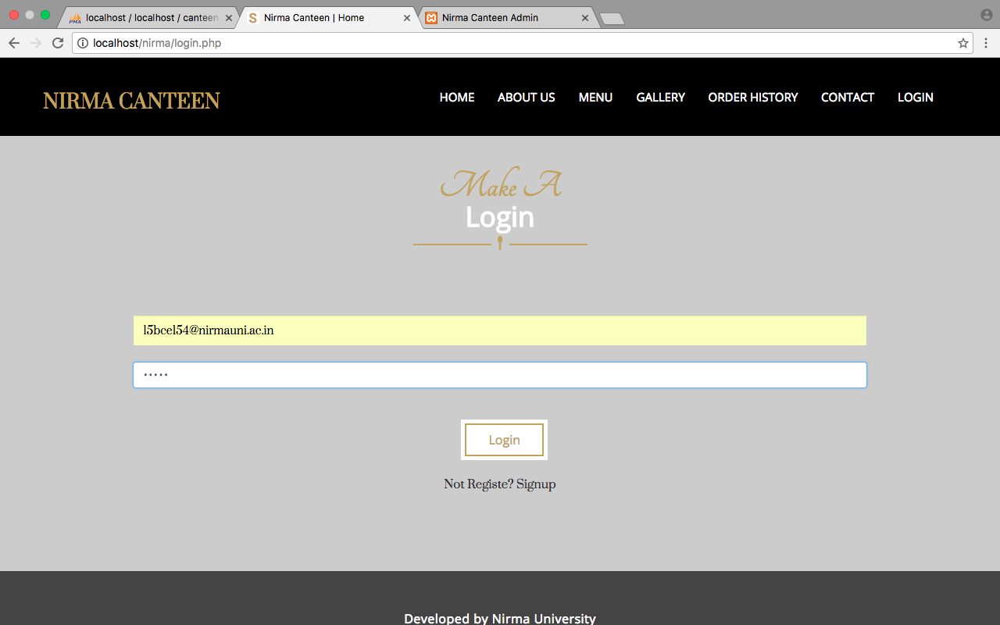 localhost / localhost / canteen
Nirma Canteen | Home
Nirma Canteen Admin
localhost/nirma/login.php
NIRMA CANTEEN
HOME ABOUT US MENU GALLERY ORDER HISTORY CONTACT LOGIN
Make A
Login
15bce154@nirmauni.ac.in
•••••
Login
Not Registe? Signup
Developed by Nirma University